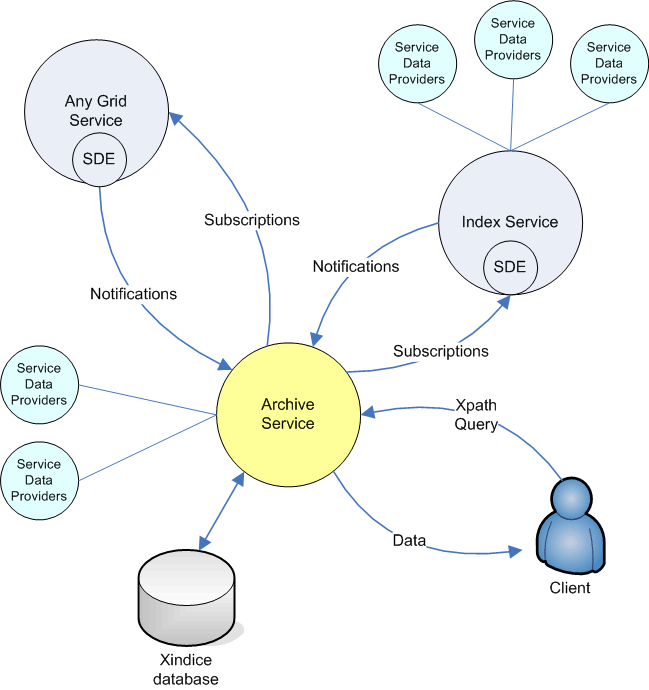 Service
Data
Providers
Service
Data
Providers
Service
Data
Providers
Any Grid
Service
SDE
Subscriptions
Index Service
SDE
Notifications
Notifications
Subscriptions
Service
Data
Providers
Archive
Service
Xpath
Query
Service
Data
Providers
Data
Client
Xindice
database